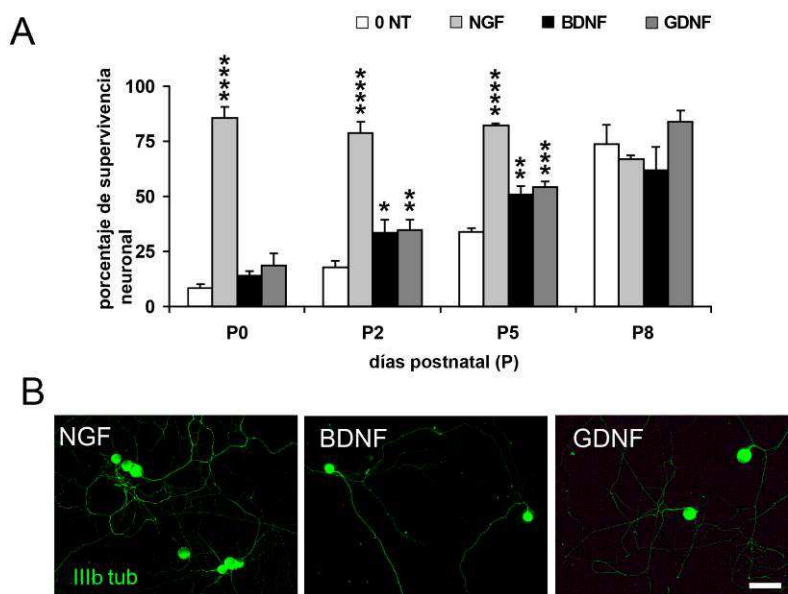 A
0 NT NGF BDNF GDNF
porcentaje de supervivencia
neuronal
100
75
50
25
0
**** **** * ** **** ** ***
P0 P2 P5 P8
días postnatal (P)
B
NGF BDNF GDNF
IIIb tub